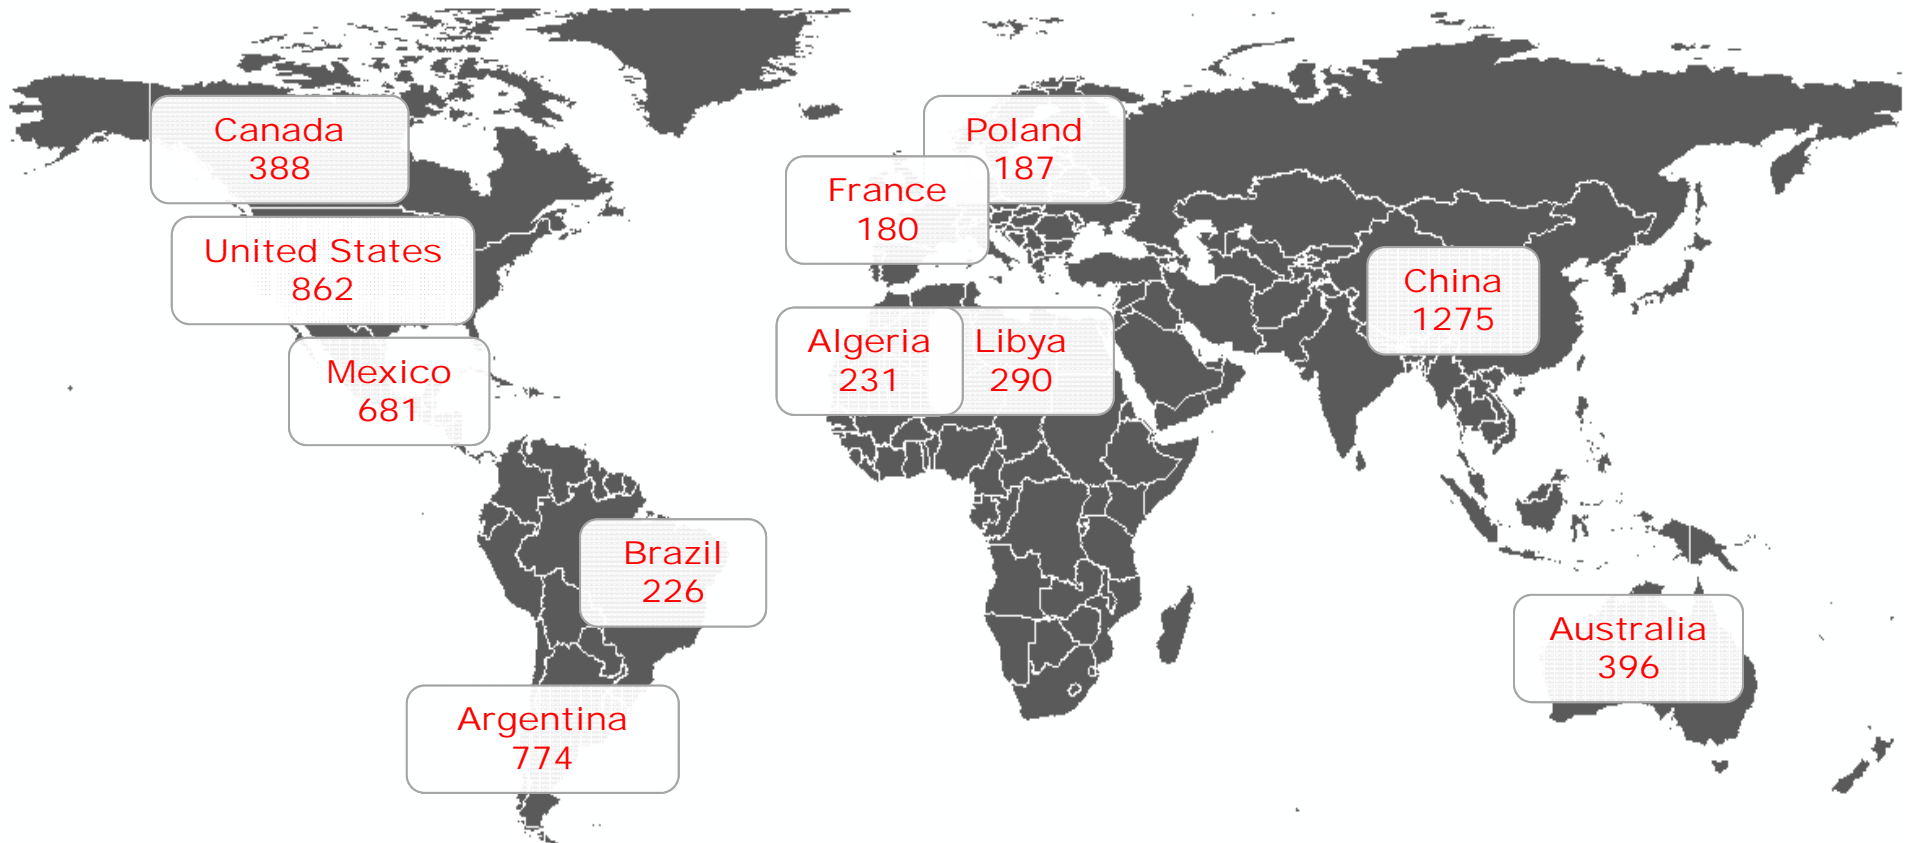 Canada
388
Poland
187
France
180
United States
862
China
1275
Algeria
231
Libya
290
Mexico
681
Brazil
226
Australia
396
Argentina
774